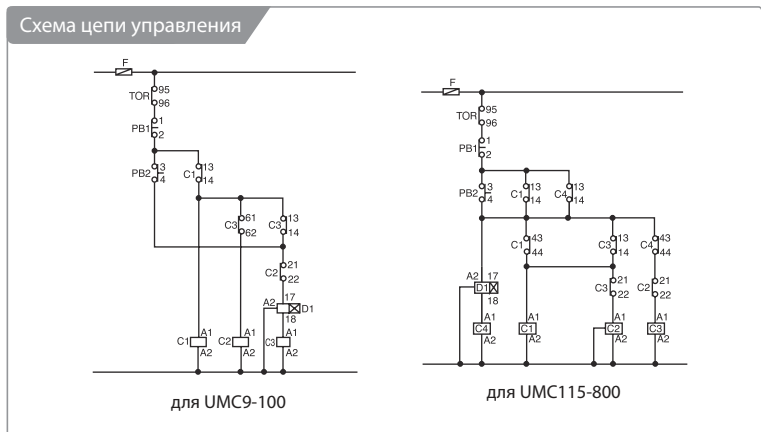 Схема цепи управления
F
TOR
95
96
PB1
1
2
PB2
3
4
C1
13
14
C3
61
62
C3
13
14
C2
21
22
A2
17
D1
18
C1
A1
A2
C2
A1
A2
C3
A1
A2
для UMC9-100
F
TOR
95
96
PB1
1
2
PB2
3
4
C1
13
14
C4
13
14
C1
43
44
C3
13
14
C4
43
44
C3
21
22
C2
21
22
A2
17
D1
18
A1
C4
A2
A1
C1
A2
A1
C2
A2
A1
C3
A2
для UMC115-800